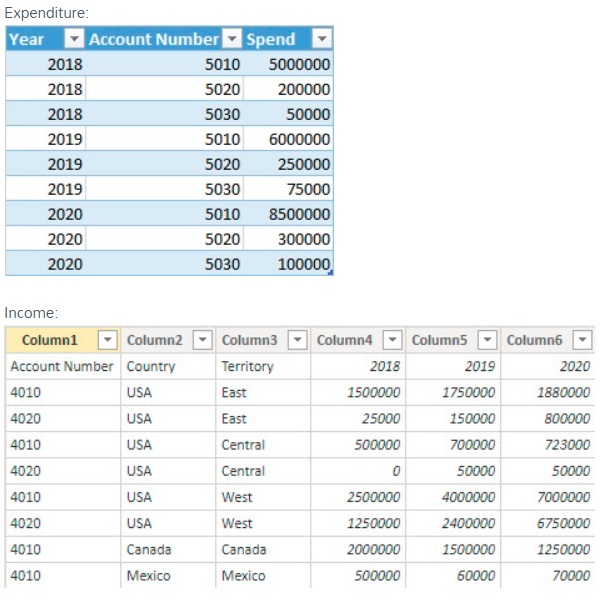 Expenditure:
Year Account Number Spend
2018 5010 5000000
2018 5020 200000
2018 5030 50000
2019 5010 6000000
2019 5020 250000
2019 5030 75000
2020 5010 8500000
2020 5020 300000
2020 5030 100000
Income:
Column1 Column2 Column3 Column4 Column5 Column6
Account Number Country Territory 2018 2019 2020
4010 USA East 1500000 1750000 1880000
4020 USA East 25000 150000 800000
4010 USA Central 500000 700000 723000
4020 USA Central 0 50000 50000
4010 USA West 2500000 4000000 7000000
4020 USA West 1250000 2400000 6750000
4010 Canada Canada 2000000 1500000 1250000
4010 Mexico Mexico 500000 60000 70000